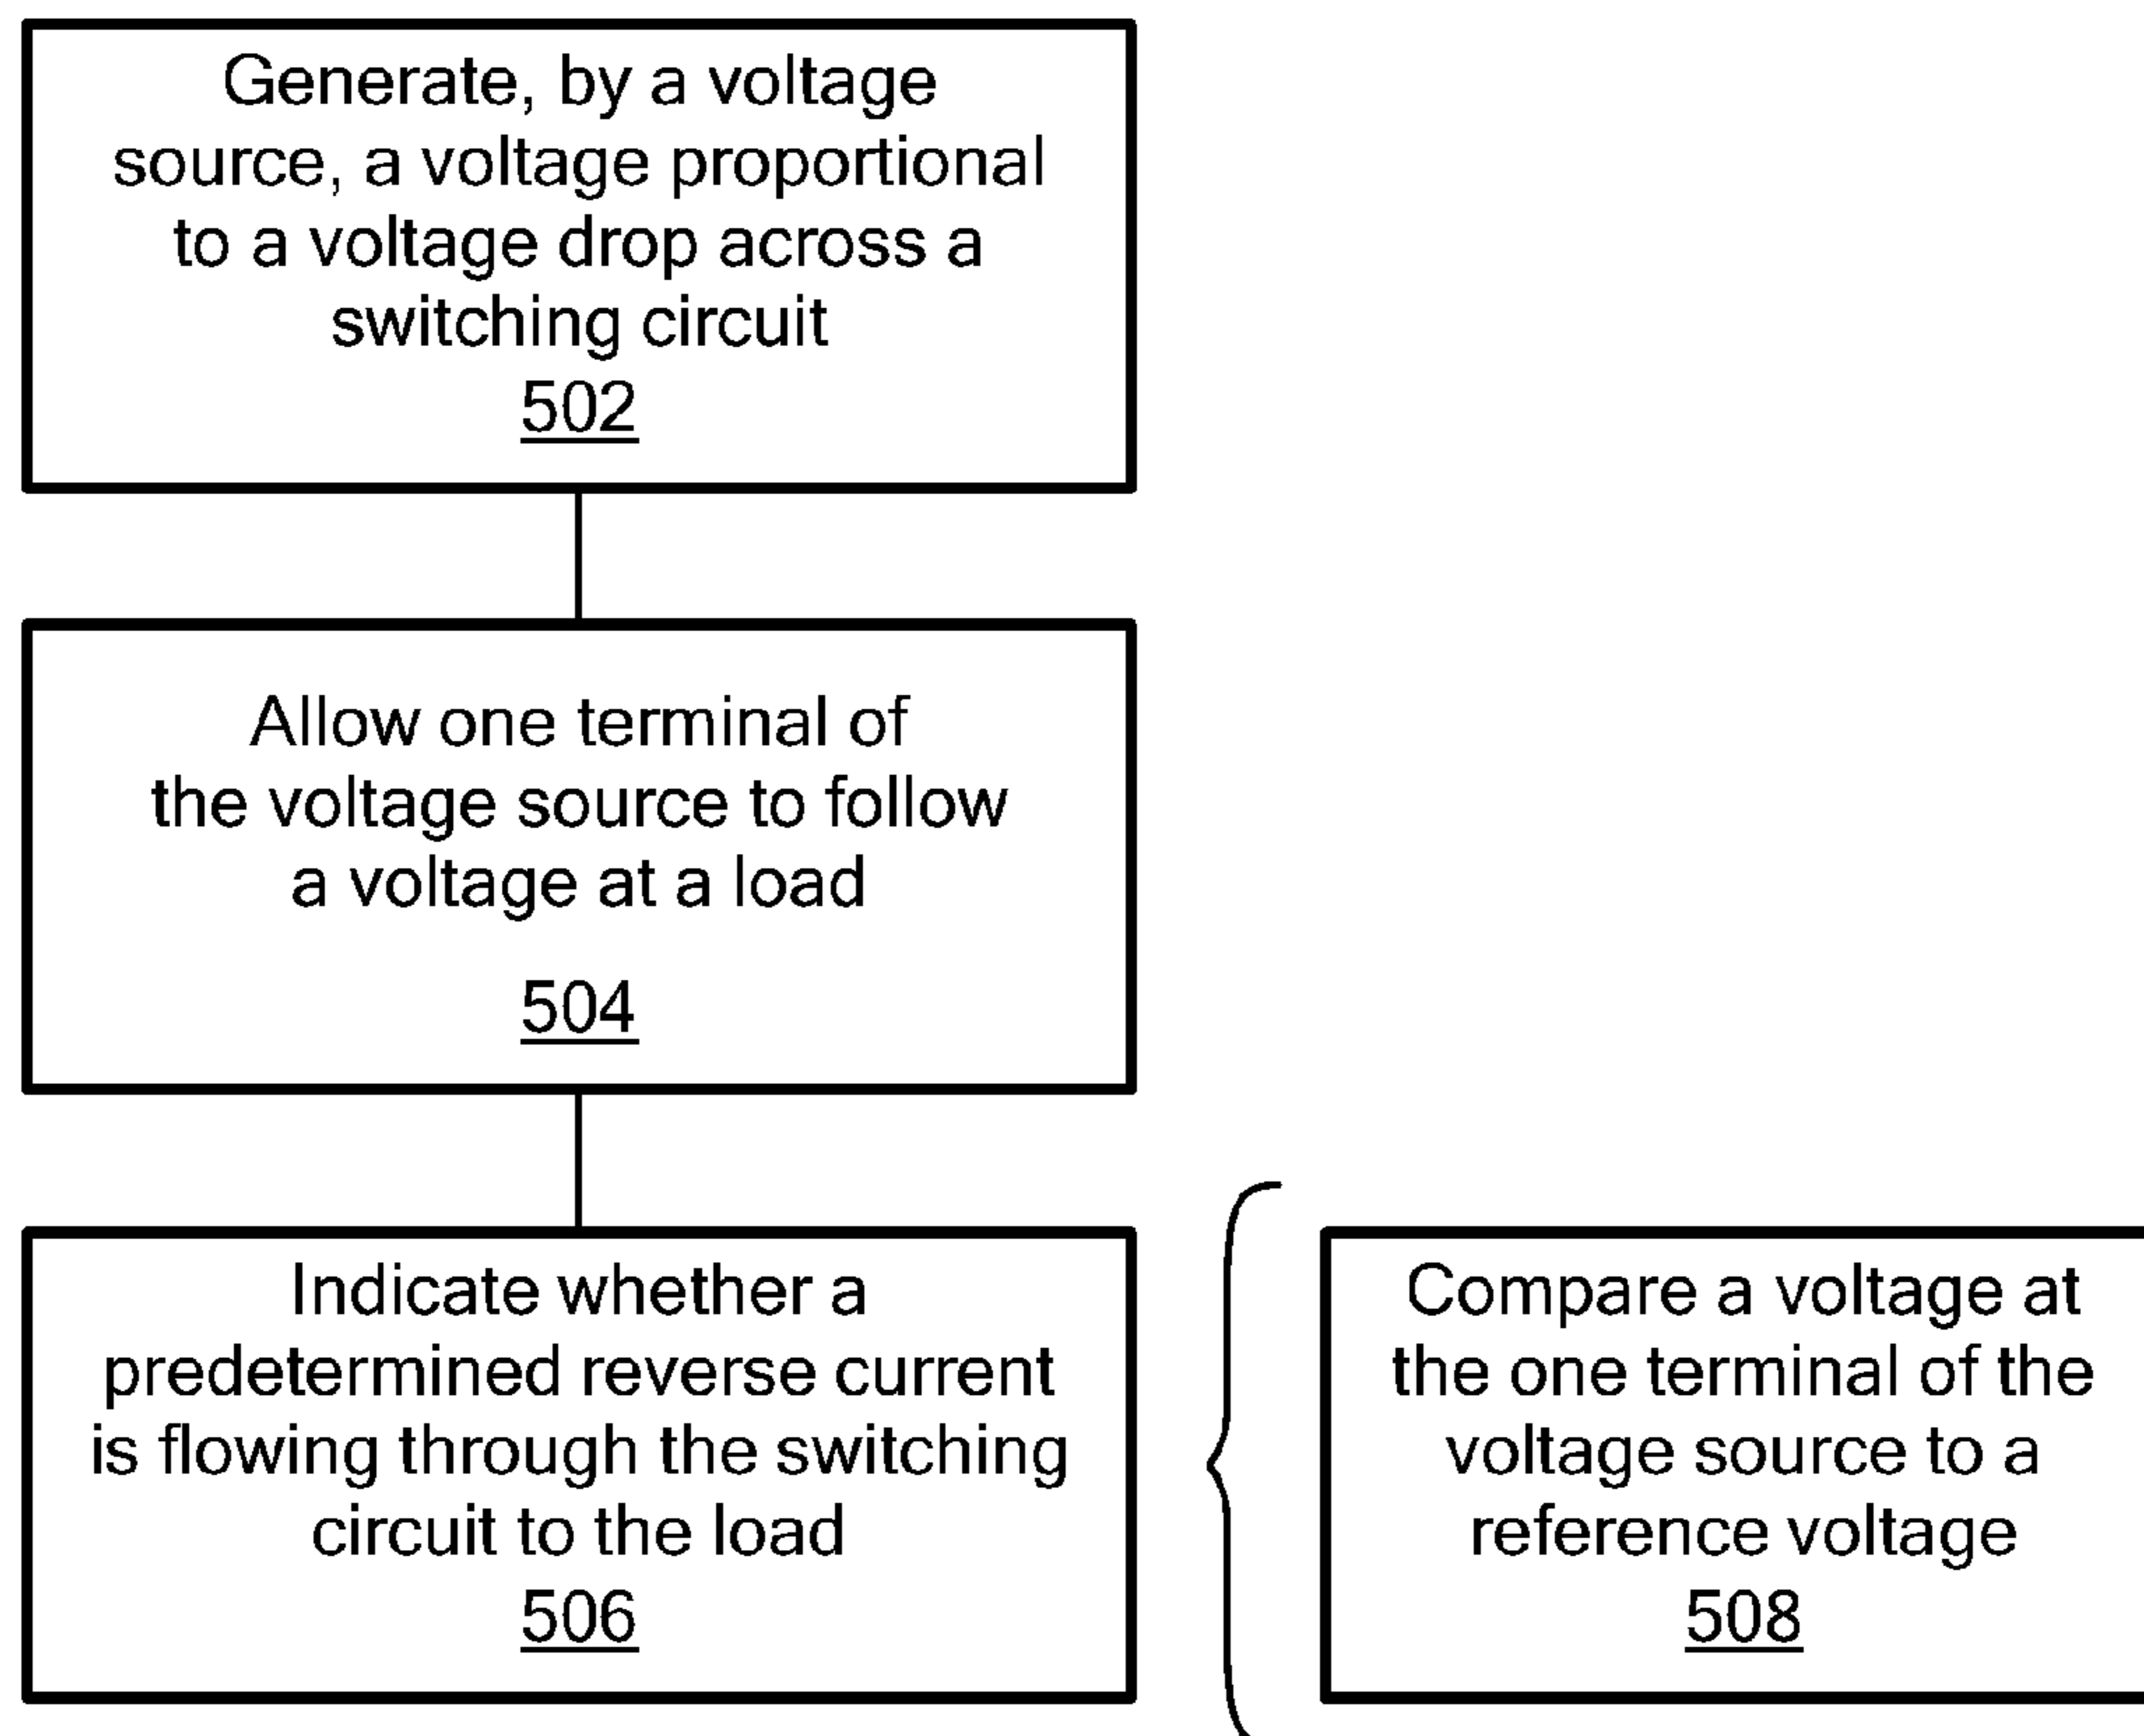 Generate, by a voltage
source, a voltage proportional
to a voltage drop across a
switching circuit
502
Allow one terminal of
the voltage source to follow
a voltage at a load
504
Indicate whether a
predetermined reverse current
is flowing through the switching
circuit to the load
506
Compare a voltage at
the one terminal of the
voltage source to a
reference voltage
508